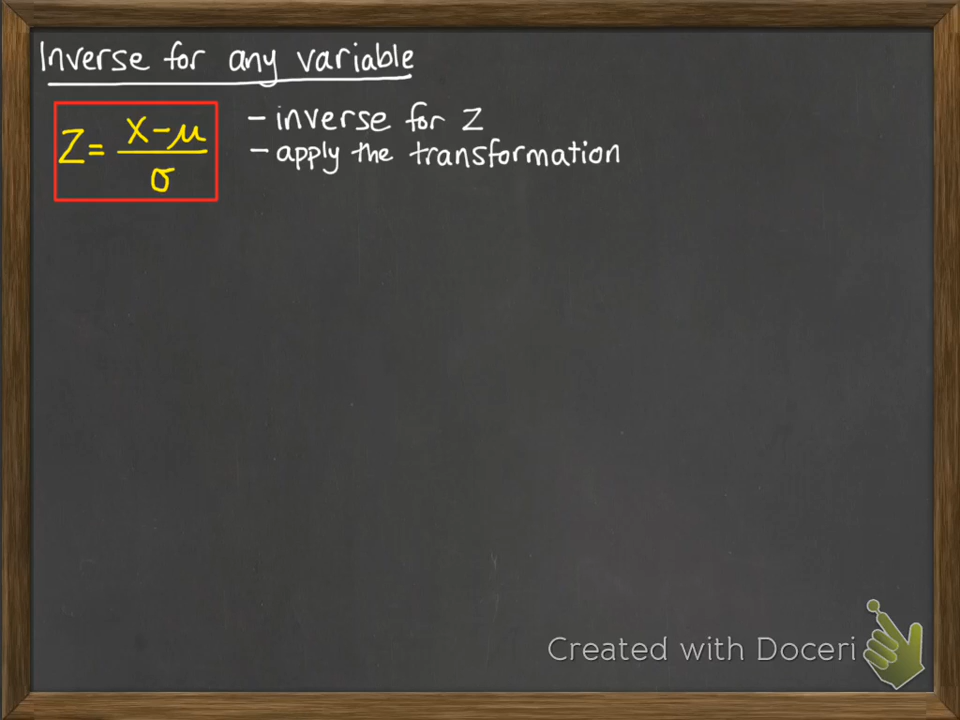 Inverse for any variable
Z = X-μ / σ
- inverse for Z
- apply the transformation
Created with Doceri